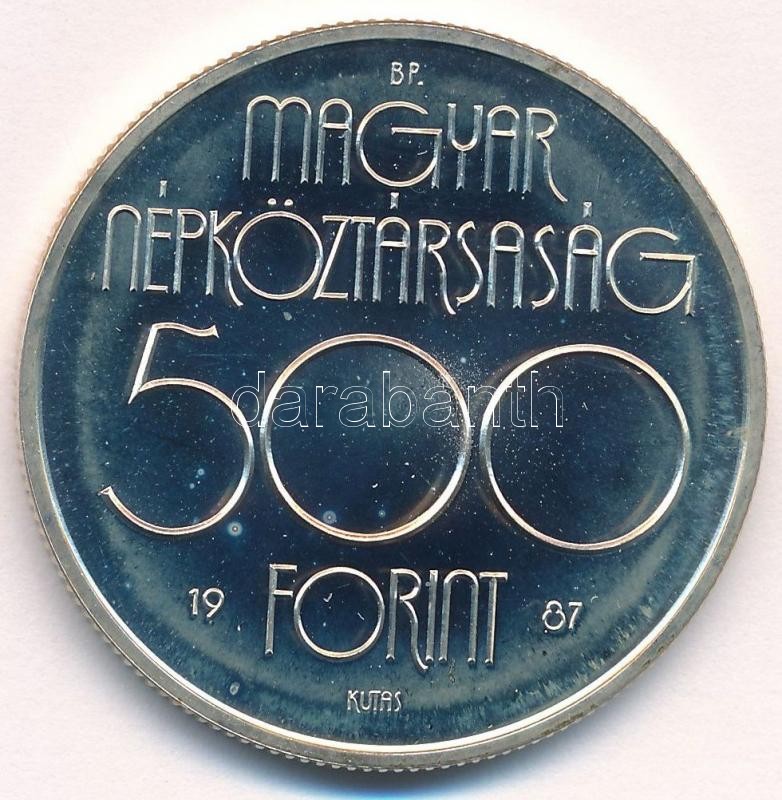 BP.
MAGYAR
NÉPKÖZTÁRSASÁG
500
darabanth
19 FORINT 87
KUTAS